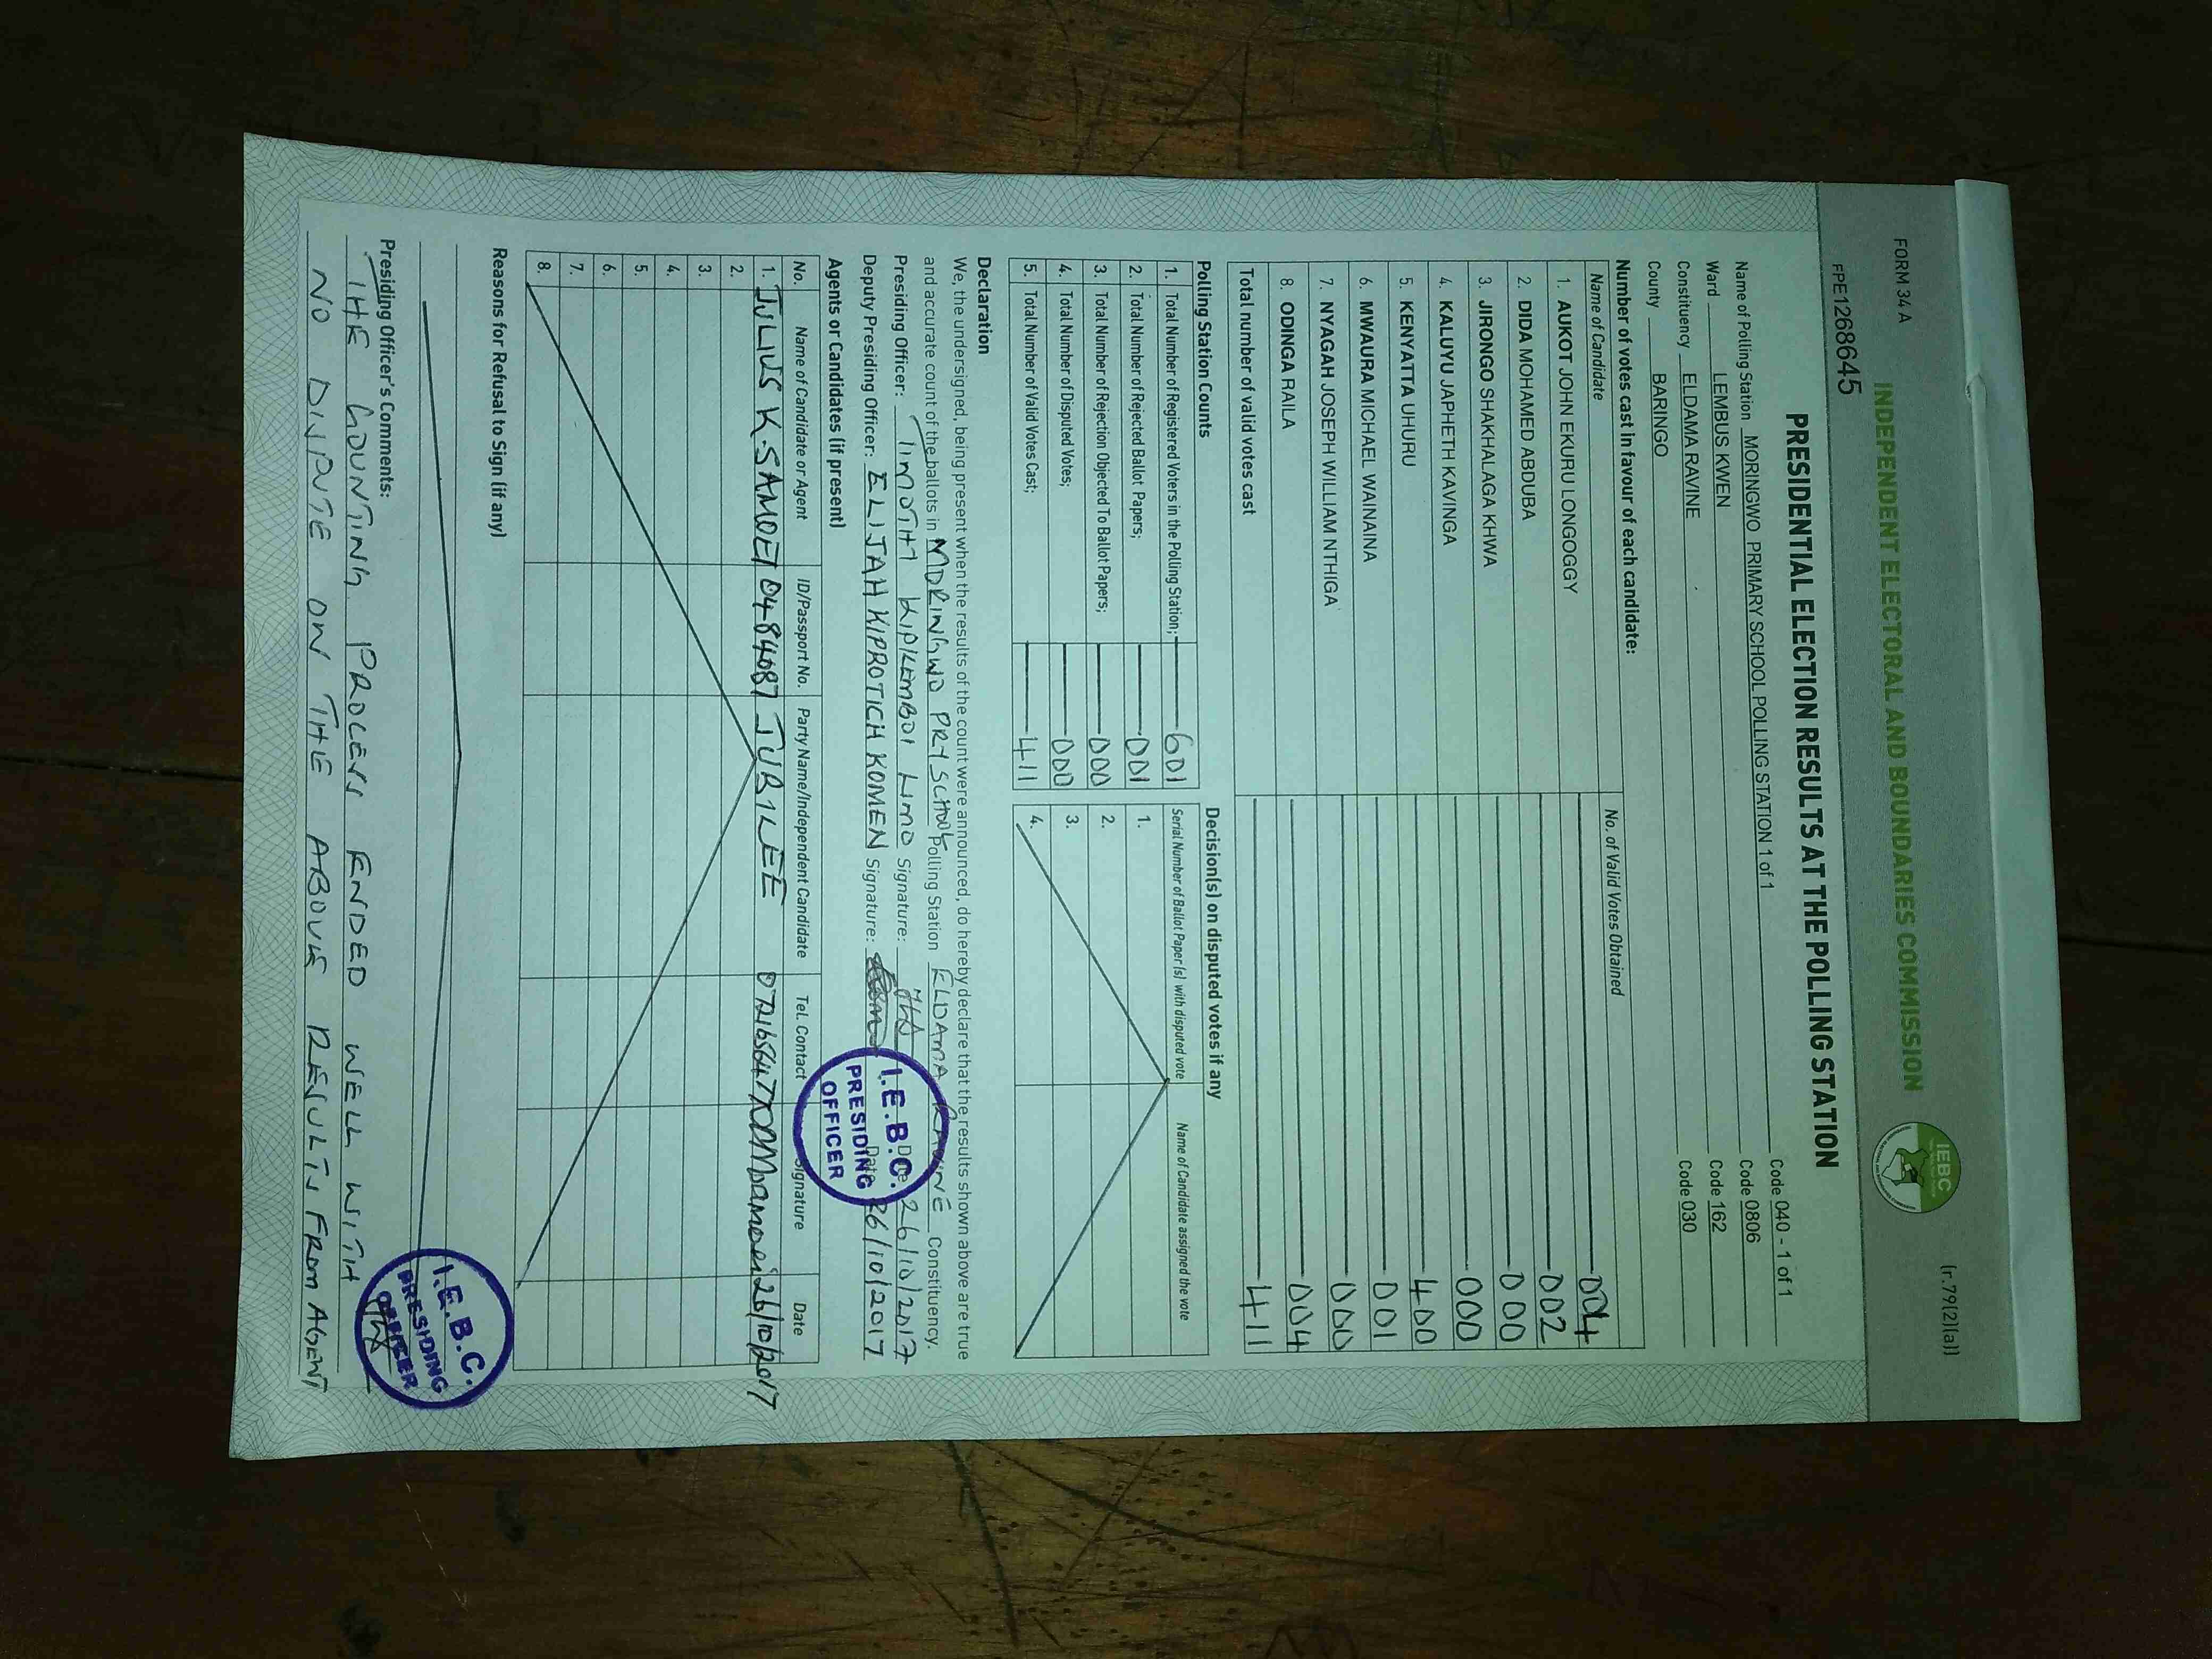 FORM 34 A
(r.79(2)(a))
INDEPENDENT ELECTORAL AND BOUNDARIES COMMISSION
IEBC
FPE1268645
PRESIDENTIAL ELECTION RESULTS AT THE POLLING STATION
Name of Polling Station MORINGWO PRIMARY SCHOOL POLLING STATION 1 of 1 Code 040 - 1 of 1
Ward LEMBUS KWEN Code 0806
Constituency ELDAMA RAVINE Code 162
County BARINGO Code 030
Number of votes cast in favour of each candidate:
Name of Candidate No. of Valid Votes Obtained
1. AUKOT JOHN EKURU LONGOGGY 004
2. DIDA MOHAMED ABDUBA 002
3. JIRONGO SHAKHALAGA KHWA 000
4. KALUYU JAPHETH KAVINGA 000
5. KENYATTA UHURU 400
6. MWAURA MICHAEL WAINAINA 001
7. NYAGAH JOSEPH WILLIAM NTHIGA 000
8. ODINGA RAILA 004
Total number of valid votes cast 411
Polling Station Counts
1. Total Number of Registered Voters in the Polling Station; 601
2. Total Number of Rejected Ballot Papers; 001
3. Total Number of Rejection Objected To Ballot Papers; 000
4. Total Number of Disputed Votes; 000
5. Total Number of Valid Votes Cast; 411
Decision(s) on disputed votes if any
Serial Number of Ballot Paper (s) with disputed vote Name of Candidate assigned the vote
1.
2.
3.
4.
Declaration
We, the undersigned, being present when the results of the count were announced, do hereby declare that the results shown above are true
and accurate count of the ballots in MORINGWO PRY SCHOOL Polling Station ELDAMA RAVINE Constituency.
Presiding Officer: TIMOTHY KIPKEMBOI LIMO Signature: Date 26/10/2017
Deputy Presiding Officer: ELIJAH KIPROTICH KOMEN Signature: Date 26/10/2017
I.E.B.C.
PRESIDING
OFFICER
Agents or Candidates (if present)
No. Name of Candidate or Agent ID/Passport No. Party Name/Independent Candidate Tel. Contact Signature Date
1. JULIUS K. SAMOEI JUBILEE 26/10/2017
2.
3.
4.
5.
6.
7.
8.
Reasons for Refusal to Sign (if any)
Presiding Officer's Comments:
THE COUNTING PROCESS ENDED WELL WITH
NO DISPUTE ON THE ABOVE RESULTS FROM AGENT
I.E.B.C.
PRESIDING
OFFICER